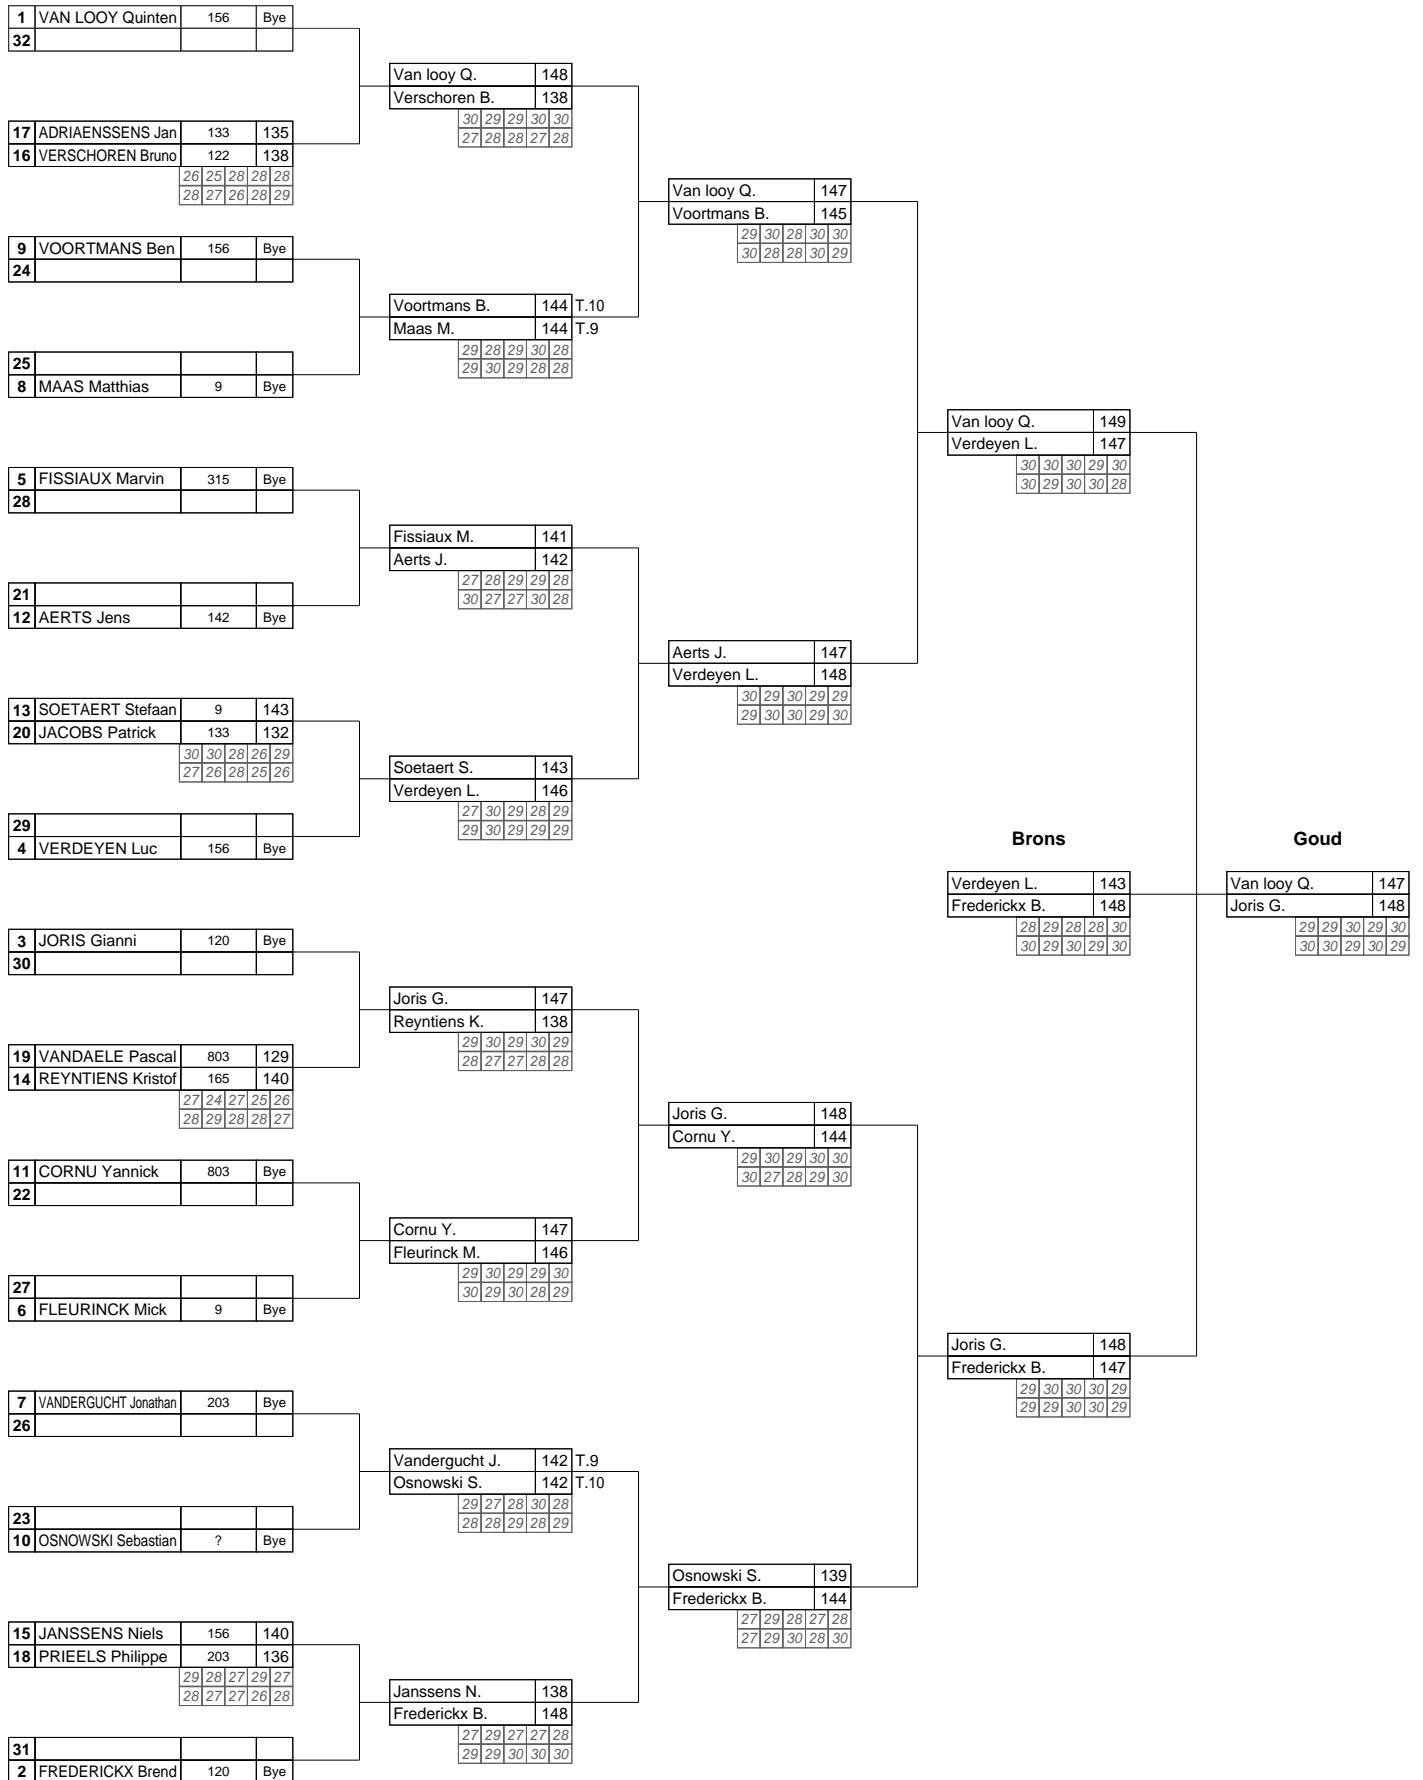 1 VAN LOOY Quinten 156 Bye
32
Van looy Q. 148
Verschoren B. 138
30 29 29 30 30
27 28 28 27 28
17 ADRIAENSSENS Jan 133 135
16 VERSCHOREN Bruno 122 138
26 25 28 28 28
28 27 26 28 29
Van looy Q. 147
Voortmans B. 145
29 30 28 30 30
30 28 28 30 29
9 VOORTMANS Ben 156 Bye
24
Voortmans B. 144 T.10
Maas M. 144 T.9
29 28 29 30 28
29 30 29 28 28
25
8 MAAS Matthias 9 Bye
Van looy Q. 149
Verdeyen L. 147
30 30 30 29 30
30 29 30 30 28
5 FISSIAUX Marvin 315 Bye
28
Fissiaux M. 141
Aerts J. 142
27 28 29 29 28
30 27 27 30 28
21
12 AERTS Jens 142 Bye
Aerts J. 147
Verdeyen L. 148
30 29 30 29 29
29 30 30 29 30
13 SOETAERT Stefaan 9 143
20 JACOBS Patrick 133 132
30 30 28 26 29
27 26 28 25 26
Soetaert S. 143
Verdeyen L. 146
27 30 29 28 29
29 30 29 29 29
29
4 VERDEYEN Luc 156 Bye
Brons Goud
Verdeyen L. 143
Frederickx B. 148
28 29 28 28 30
30 29 30 29 30
Van looy Q. 147
Joris G. 148
29 29 30 29 30
30 30 29 30 29
3 JORIS Gianni 120 Bye
30
Joris G. 147
Reyntiens K. 138
29 30 29 30 29
28 27 27 28 28
19 VANDAELE Pascal 803 129
14 REYNTIENS Kristof 165 140
27 24 27 25 26
28 29 28 28 27
Joris G. 148
Cornu Y. 144
29 30 29 30 30
30 27 28 29 30
11 CORNU Yannick 803 Bye
22
Cornu Y. 147
Fleurinck M. 146
29 30 29 29 30
30 29 30 28 29
27
6 FLEURINCK Mick 9 Bye
Joris G. 148
Frederickx B. 147
29 30 30 30 29
29 29 30 30 29
7 VANDERGUCHT Jonathan 203 Bye
26
Vandergucht J. 142 T.9
Osnowski S. 142 T.10
29 27 28 30 28
28 28 29 28 29
23
10 OSNOWSKI Sebastian ? Bye
Osnowski S. 139
Frederickx B. 144
27 29 28 27 28
27 29 30 28 30
15 JANSSENS Niels 156 140
18 PRIEELS Philippe 203 136
29 28 27 29 27
28 27 27 26 28
Janssens N. 138
Frederickx B. 148
27 29 27 27 28
29 29 30 30 30
31
2 FREDERICKX Brend 120 Bye